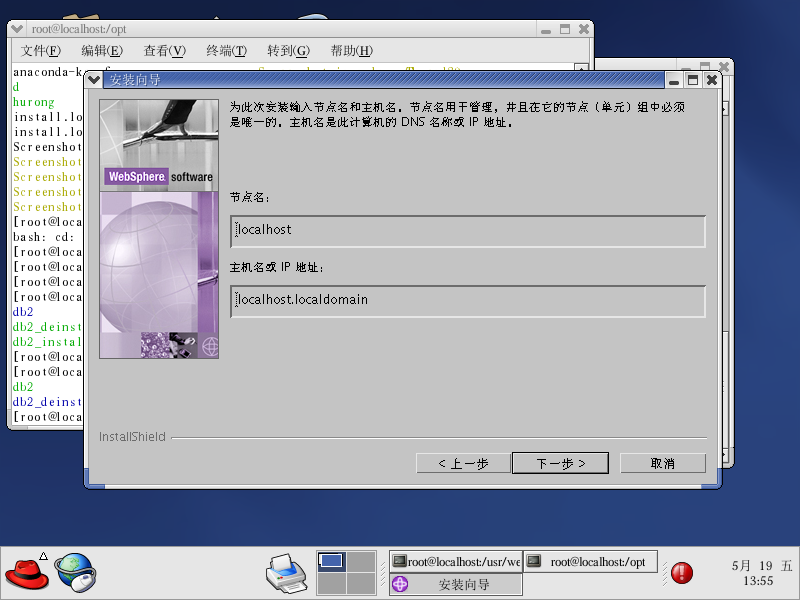 root@localhost:/opt
文件(F) 编辑(E) 查看(V) 终端(T) 转到(G) 帮助(H)
d
hurong
install.lo
install.lo
Screenshot
Screenshot
Screenshot
Screenshot
Screenshot
[root@loca
bash: cd:
[root@loca
[root@loca
[root@loca
[root@loca
db2
db2_deinst
db2_instal
[root@loca
[root@loca
db2
db2_deinst
[root@loca
安装向导
WebSphere software
为此次安装输入节点名和主机名。节点名用于管理，并且在它的节点（单元）组中必须
是唯一的。主机名是此计算机的 DNS 名称或 IP 地址。
节点名：
localhost
主机名或 IP 地址：
localhost.localdomain
InstallShield
< 上一步
下一步 >
取消
root@localhost:/usr/we
root@localhost:/opt
安装向导
5月 19 五
13:55